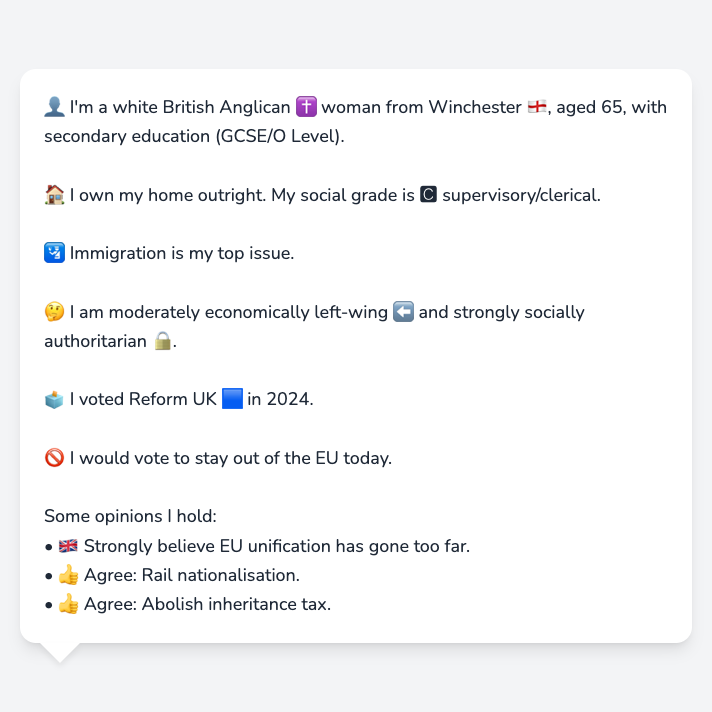 👤 I'm a white British Anglican ✝️ woman from Winchester 🏴󠁧󠁢󠁥󠁮󠁧󠁿, aged 65, with
secondary education (GCSE/O Level).
🏠 I own my home outright. My social grade is 🅲 supervisory/clerical.
🛂 Immigration is my top issue.
🤔 I am moderately economically left-wing ⬅️ and strongly socially
authoritarian 🔒.
🗳️ I voted Reform UK 🟦 in 2024.
🚫 I would vote to stay out of the EU today.
Some opinions I hold:
• 🇬🇧 Strongly believe EU unification has gone too far.
• 👍 Agree: Rail nationalisation.
• 👍 Agree: Abolish inheritance tax.